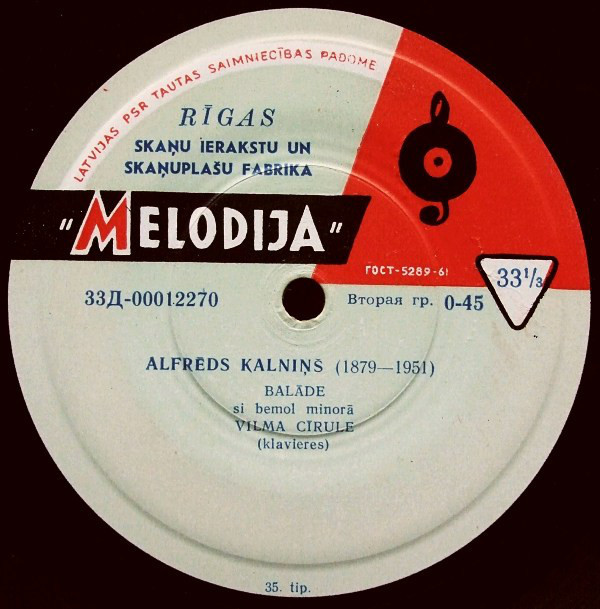 LATVIJAS PSR TAUTAS SAIMNIECĪBAS PADOME
RĪGAS
SKAŅU IERAKSTU UN
SKAŅUPLAŠU FABRIKA
"MELODIJA"
ГОСТ-5289-61
33⅓
33Д-00012270
Вторая гр. 0-45
ALFRĒDS KALNIŅŠ (1879—1951)
BALĀDE
si bemol minorā
VILMA CĪRULE
(klavieres)
35. tip.